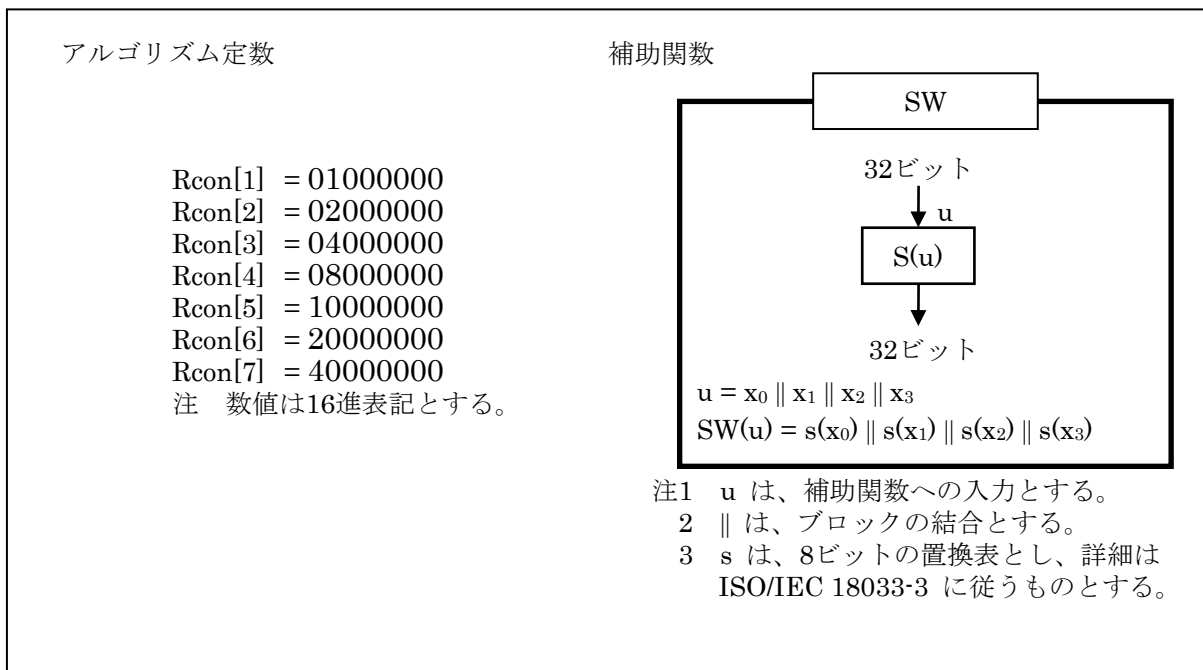 アルゴリズム定数
Rcon[1] = 01000000
Rcon[2] = 02000000
Rcon[3] = 04000000
Rcon[4] = 08000000
Rcon[5] = 10000000
Rcon[6] = 20000000
Rcon[7] = 40000000
注 数値は16進表記とする。
補助関数
SW
32ビット
u
S(u)
32ビット
u = x₀ ‖ x₁ ‖ x₂ ‖ x₃
SW(u) = s(x₀) ‖ s(x₁) ‖ s(x₂) ‖ s(x₃)
注1 u は、補助関数への入力とする。
2 ‖ は、ブロックの結合とする。
3 s は、8ビットの置換表とし、詳細は
ISO/IEC 18033-3 に従うものとする。